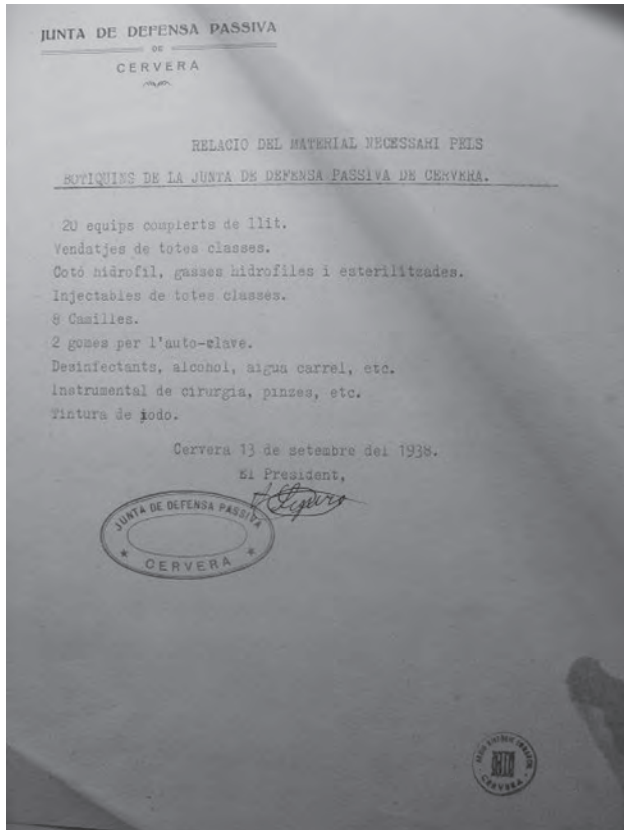 JUNTA DE DEFENSA PASSIVA
DE
CERVERA
RELACIO DEL MATERIAL NECESSARI PELS
BOTIQUINS DE LA JUNTA DE DEFENSA PASSIVA DE CERVERA.
20 equips complerts de llit.
Vendatjes de totes classes.
Cotó hidrofil, gasses hidrofiles i esterilitzades.
Injectables de totes classes.
8 Camilles.
2 gomes per l'auto-clave.
Desinfectants, alcohol, aigua carrel, etc.
Instrumental de cirurgia, pinzes, etc.
Tintura de iodo.
Cervera 13 de setembre del 1938.
El President,
JUNTA DE DEFENSA PASSIVA
CERVERA
CERVERA